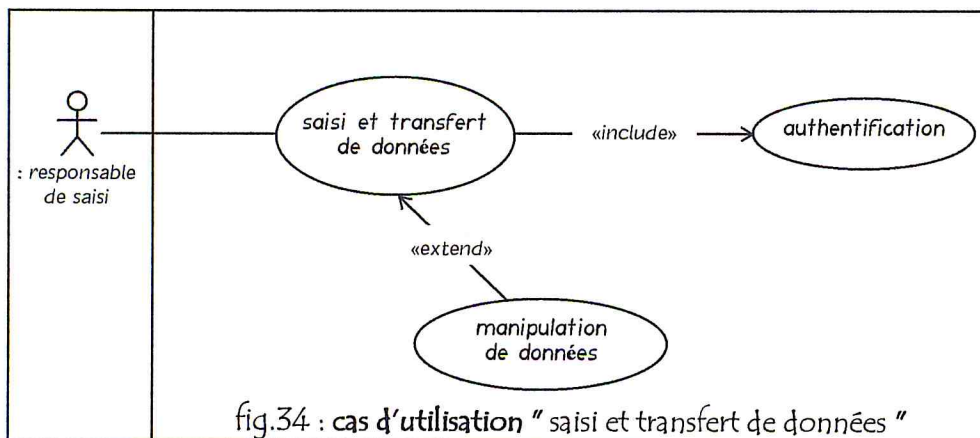 : responsable
de saisi
saisi et transfert
de données
«include»
authentification
«extend»
manipulation
de données
fig.34 : cas d'utilisation " saisi et transfert de données "